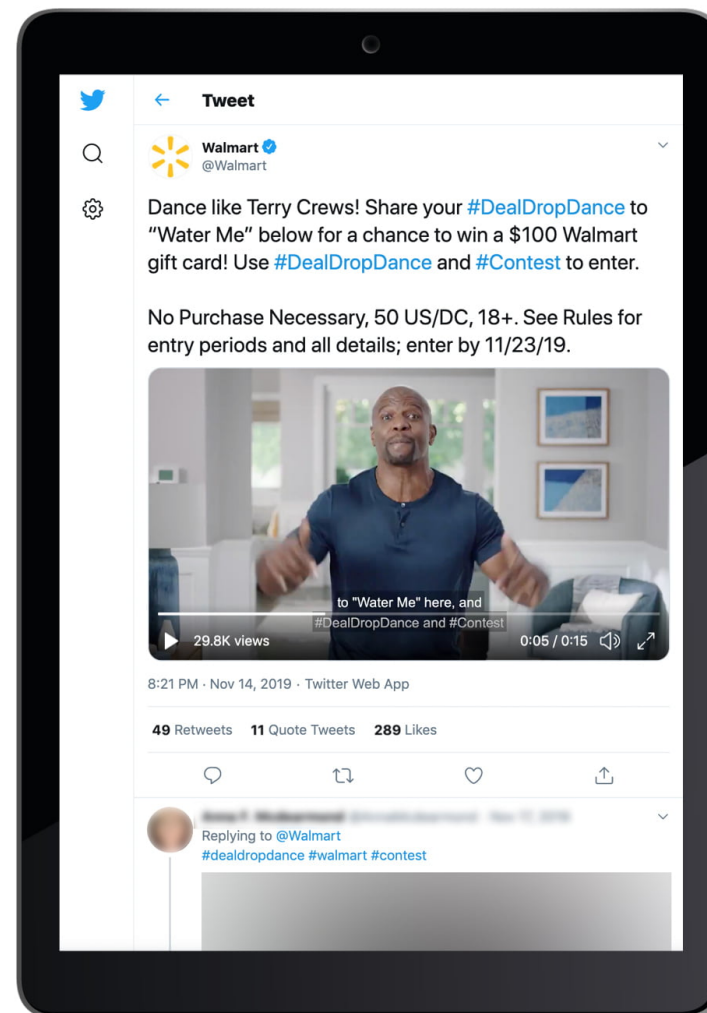 Tweet
Walmart
@Walmart
Dance like Terry Crews! Share your #DealDropDance to
“Water Me” below for a chance to win a $100 Walmart
gift card! Use #DealDropDance and #Contest to enter.
No Purchase Necessary, 50 US/DC, 18+. See Rules for
entry periods and all details; enter by 11/23/19.
to "Water Me" here, and
#DealDropDance and #Contest
29.8K views
0:05 / 0:15
8:21 PM · Nov 14, 2019 · Twitter Web App
49 Retweets 11 Quote Tweets 289 Likes
Replying to @Walmart
#dealdropdance #walmart #contest